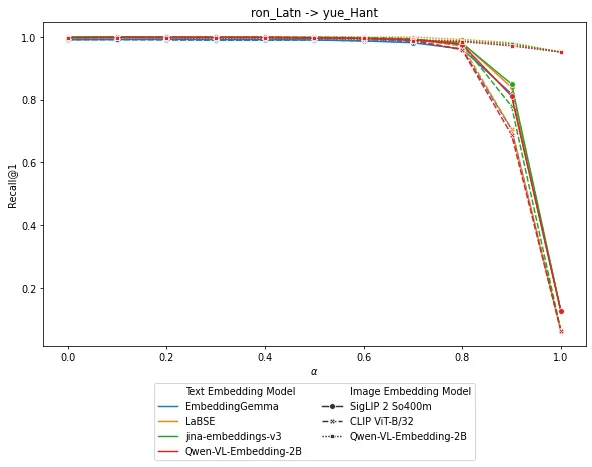 ron_Latn -> yue_Hant
1.0
0.8
0.6
0.4
0.2
Recall@1
0.0 0.2 0.4 0.6 0.8 1.0
α
Text Embedding Model Image Embedding Model
EmbeddingGemma SigLIP 2 So400m
LaBSE CLIP ViT-B/32
jina-embeddings-v3 Qwen-VL-Embedding-2B
Qwen-VL-Embedding-2B